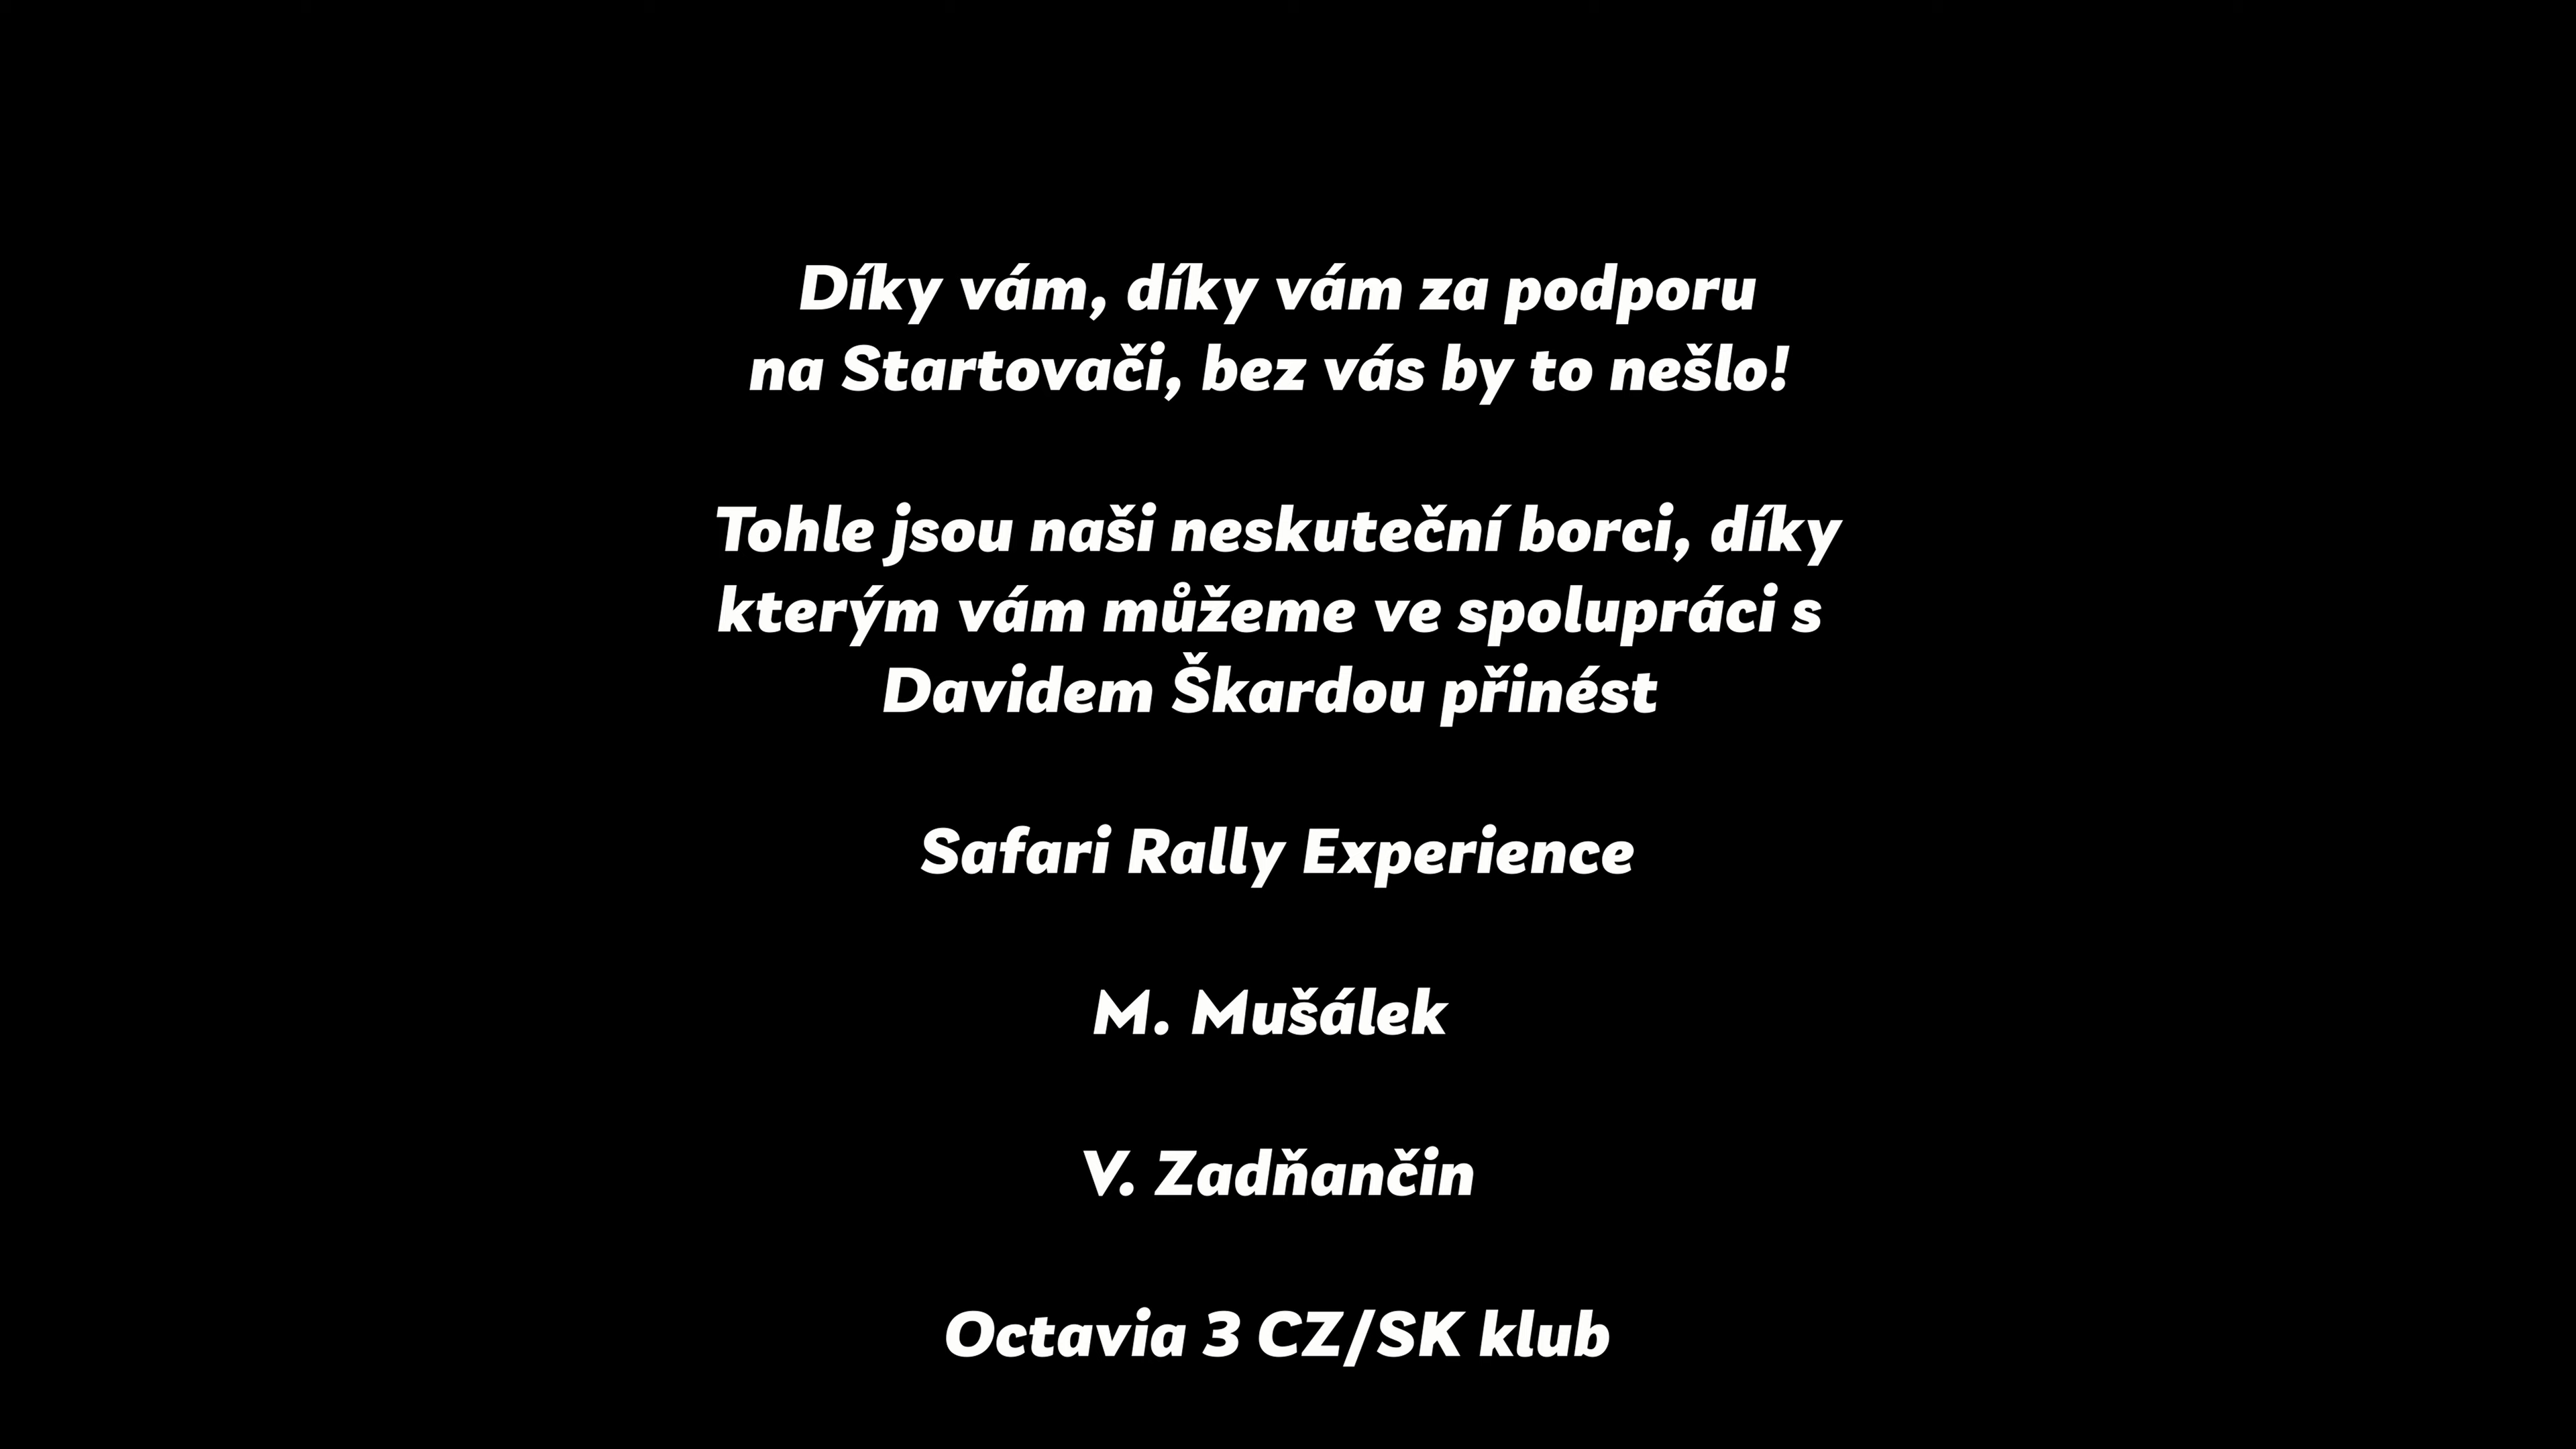 Díky vám, díky vám za podporu
na Startovači, bez vás by to nešlo!
Tohle jsou naši neskuteční borci, díky
kterým vám můžeme ve spolupráci s
Davidem Škardou přinést
Safari Rally Experience
M. Mušálek
V. Zadňančin
Octavia 3 CZ/SK klub